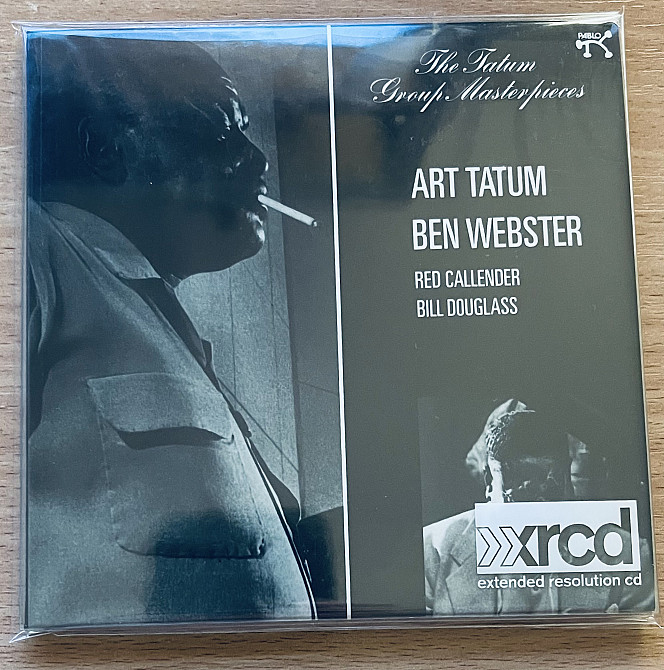 PABLO
The Tatum
Group Masterpieces
ART TATUM
BEN WEBSTER
RED CALLENDER
BILL DOUGLASS
xrcd
extended resolution cd